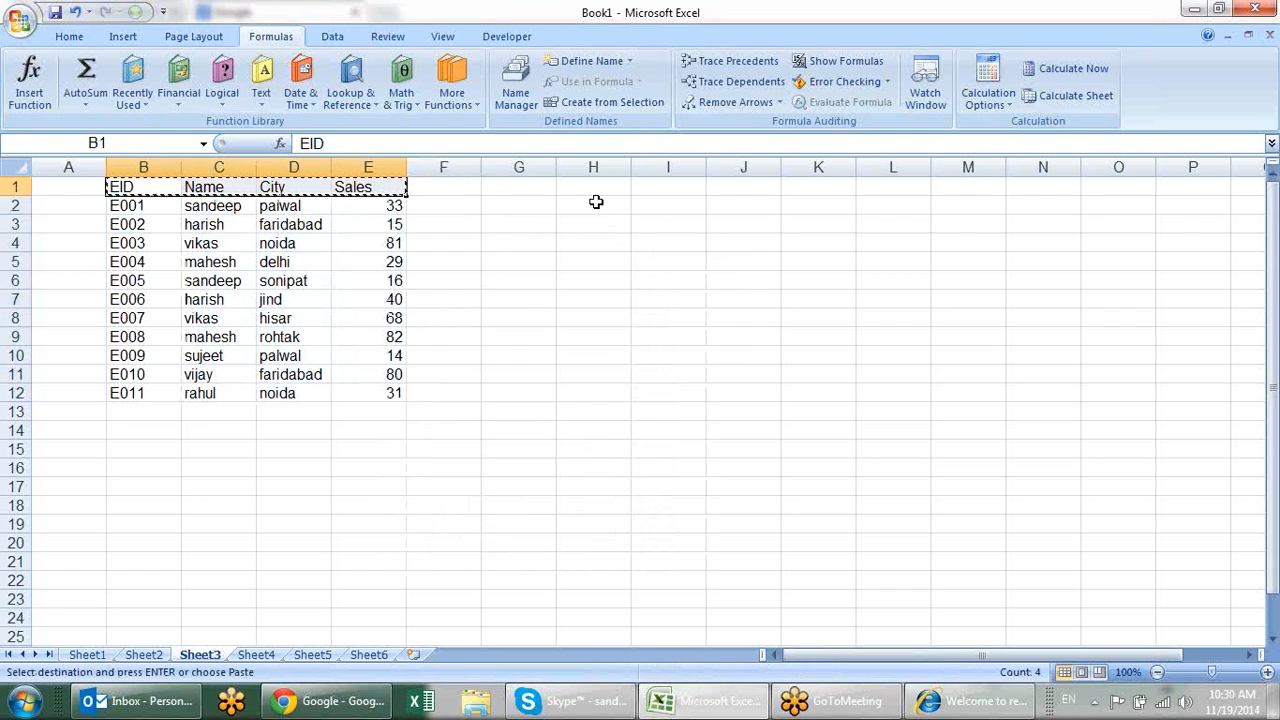 Book1 - Microsoft Excel
Home Insert Page Layout Formulas Data Review View Developer
Insert Function
AutoSum
Recently Used
Financial
Logical
Text
Date & Time
Lookup & Reference
Math & Trig
More Functions
Function Library
Name Manager
Define Name
Use in Formula
Create from Selection
Defined Names
Trace Precedents
Trace Dependents
Remove Arrows
Show Formulas
Error Checking
Evaluate Formula
Formula Auditing
Watch Window
Calculation Options
Calculate Now
Calculate Sheet
Calculation
B1 fx EID
A B C D E F G H I J K L M N O P
1 EID Name City Sales
2 E001 sandeep palwal 33
3 E002 harish faridabad 15
4 E003 vikas noida 81
5 E004 mahesh delhi 29
6 E005 sandeep sonipat 16
7 E006 harish jind 40
8 E007 vikas hisar 68
9 E008 mahesh rohtak 82
10 E009 sujeet palwal 14
11 E010 vijay faridabad 80
12 E011 rahul noida 31
13
14
15
16
17
18
19
20
21
22
23
24
25
Sheet1 Sheet2 Sheet3 Sheet4 Sheet5 Sheet6
Select destination and press ENTER or choose Paste Count: 4 100%
Inbox - Person... Google - Goog... Skype™ - sand... Microsoft Exce... GoToMeeting Welcome to re... EN 10:30 AM
11/19/2014